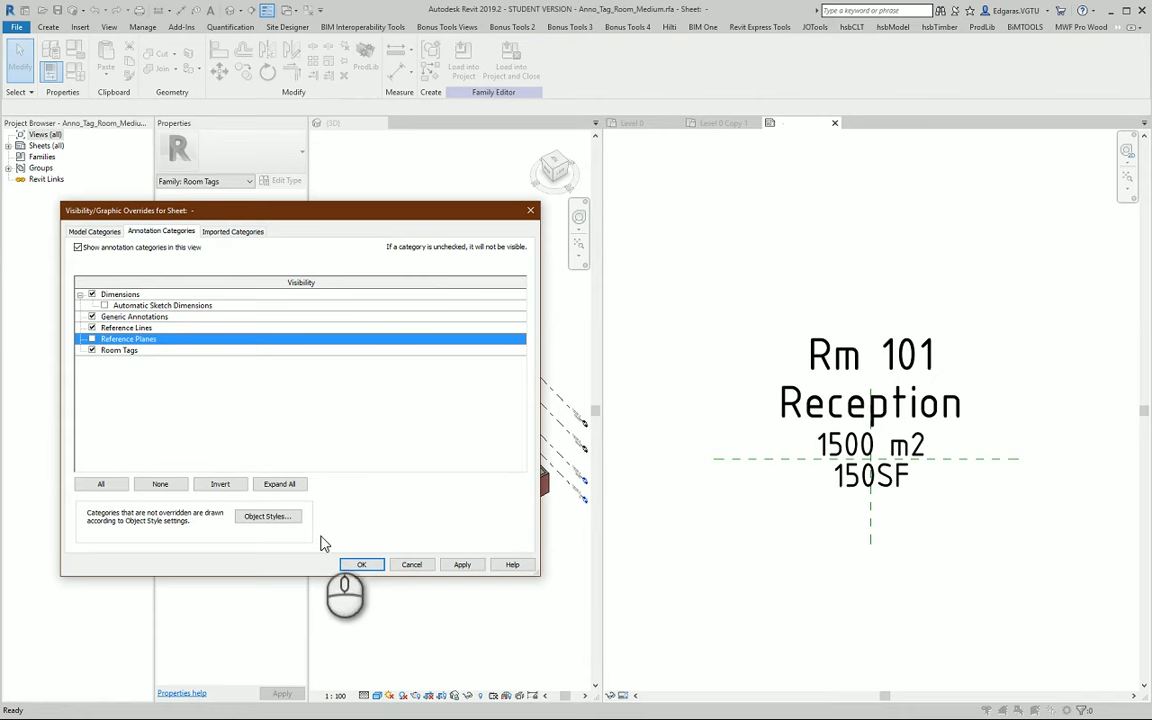 Autodesk Revit 2019.2 - STUDENT VERSION - Anno_Tag_Room_Medium.rfa - Sheet: -
Type a keyword or phrase
Edgaras.VGTU
File Create Insert View Manage Add-Ins Quantification Site Designer BIM Interoperability Tools Bonus Tools Views Bonus Tools 2 Bonus Tools 3 Bonus Tools 4 Hilti BIM One Revit Express Tools JOTools hsbCLT hsbModel hsbTimber ProdLib BiMTOOLS MWF Pro Wood
Modify
Paste
Cut
Join
ProdLib
Load into
Project
Load into
Project and Close
Select Properties Clipboard Geometry Modify Measure Create Family Editor
Project Browser - Anno_Tag_Room_Medium...
Views (all)
Sheets (all)
Families
Groups
Revit Links
Properties
Family: Room Tags
Edit Type
{3D}
Level 0
Level 0 Copy 1
Visibility/Graphic Overrides for Sheet: -
Model Categories Annotation Categories Imported Categories
Show annotation categories in this view
If a category is unchecked, it will not be visible.
Visibility
Dimensions
Automatic Sketch Dimensions
Generic Annotations
Reference Lines
Reference Planes
Room Tags
All None Invert Expand All
Categories that are not overridden are drawn
according to Object Style settings.
Object Styles...
OK Cancel Apply Help
Rm 101
Reception
1500 m2
150SF
Properties help
Apply
1 : 100
Ready
:0